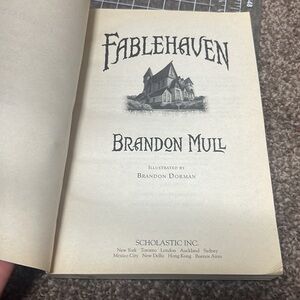 FABLEHAVEN
BRANDON MULL
ILLUSTRATED BY
BRANDON DORMAN
SCHOLASTIC INC.
New York Toronto London Auckland Sydney
Mexico City New Delhi Hong Kong Buenos Aires